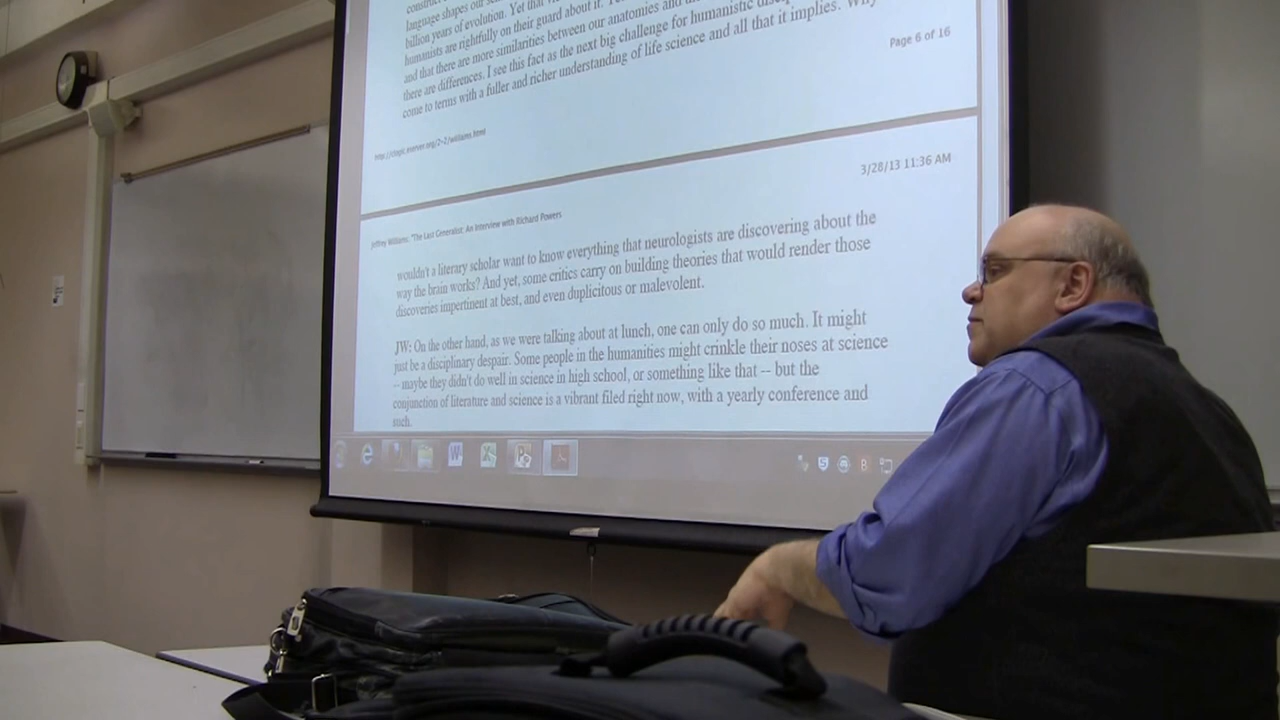 construct
language shapes our
billion years of evolution. Yet that
humanists are rightfully on their guard about it.
and that there are more similarities between our anatomies and
there are differences. I see this fact as the next big challenge for humanistic
come to terms with a fuller and richer understanding of life science and all that it implies. Why
Page 6 of 16
http://clogic.eserver.org/2-2/williams.html
3/28/13 11:36 AM
Jeffrey Williams: "The Last Generalist: An Interview with Richard Powers
wouldn't a literary scholar want to know everything that neurologists are discovering about the
way the brain works? And yet, some critics carry on building theories that would render those
discoveries impertinent at best, and even duplicitous or malevolent.
JW: On the other hand, as we were talking about at lunch, one can only do so much. It might
just be a disciplinary despair. Some people in the humanities might crinkle their noses at science
-- maybe they didn't do well in science in high school, or something like that -- but the
conjunction of literature and science is a vibrant filed right now, with a yearly conference and
such.